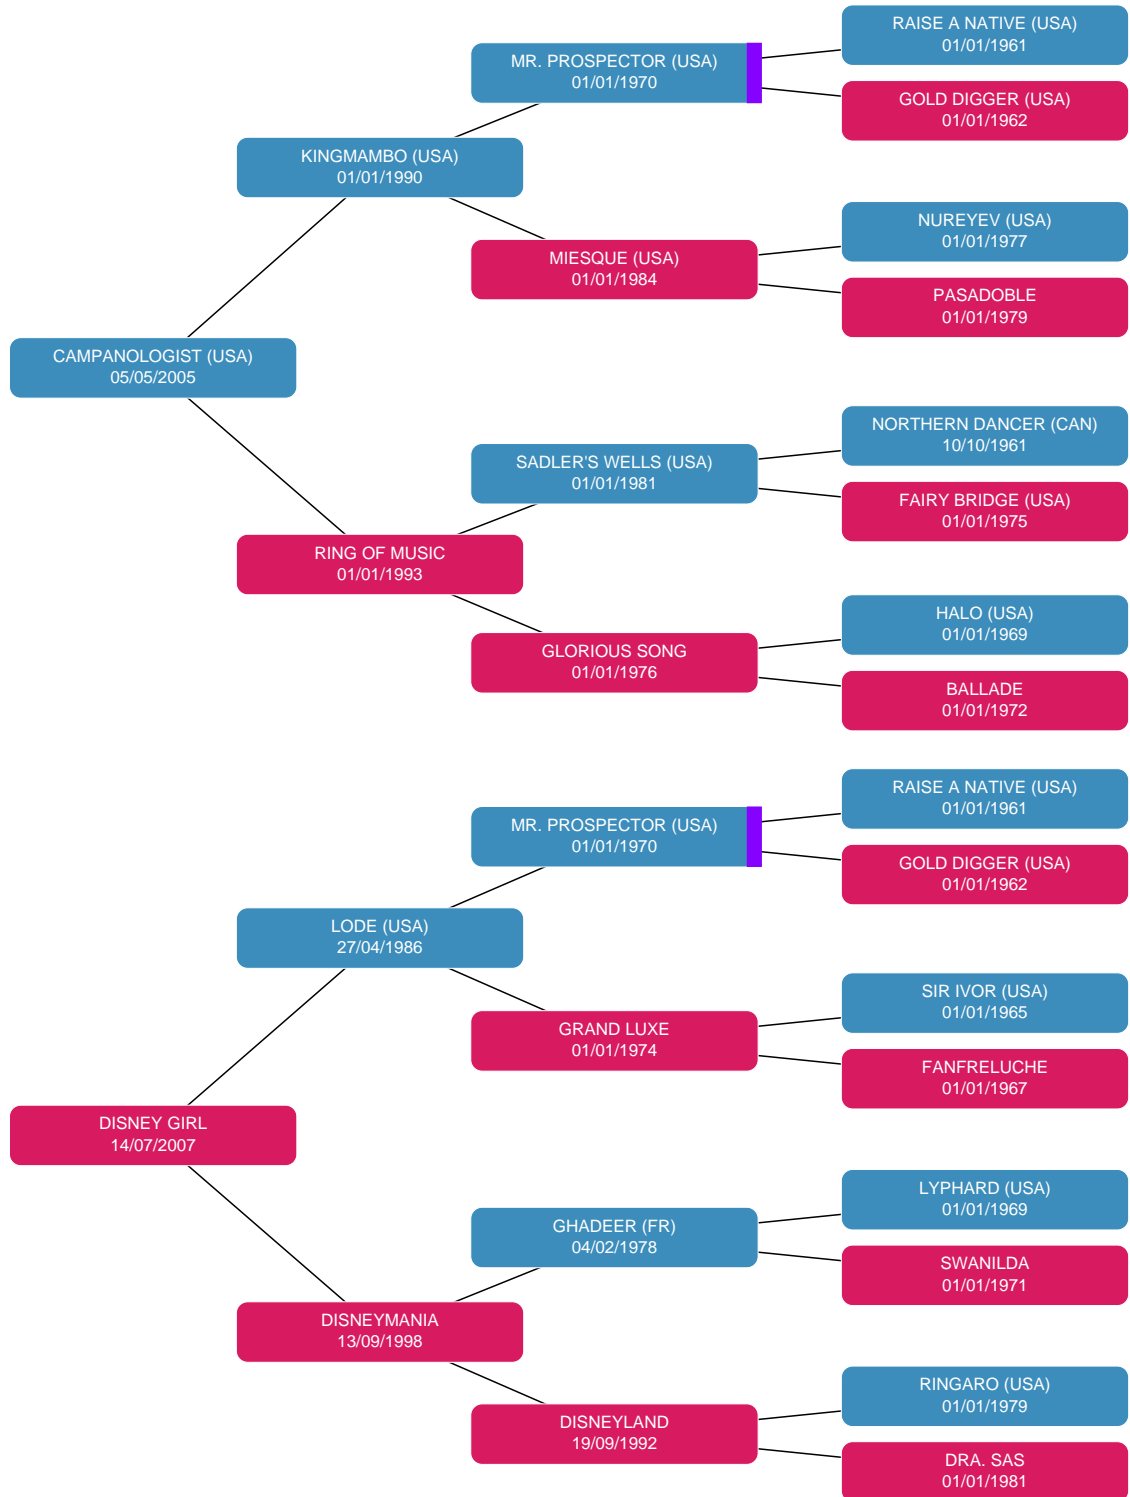 RAISE A NATIVE (USA)
01/01/1961
MR. PROSPECTOR (USA)
01/01/1970
GOLD DIGGER (USA)
01/01/1962
KINGMAMBO (USA)
01/01/1990
NUREYEV (USA)
01/01/1977
MIESQUE (USA)
01/01/1984
PASADOBLE
01/01/1979
CAMPANOLOGIST (USA)
05/05/2005
NORTHERN DANCER (CAN)
10/10/1961
SADLER'S WELLS (USA)
01/01/1981
FAIRY BRIDGE (USA)
01/01/1975
RING OF MUSIC
01/01/1993
HALO (USA)
01/01/1969
GLORIOUS SONG
01/01/1976
BALLADE
01/01/1972
RAISE A NATIVE (USA)
01/01/1961
MR. PROSPECTOR (USA)
01/01/1970
GOLD DIGGER (USA)
01/01/1962
LODE (USA)
27/04/1986
SIR IVOR (USA)
01/01/1965
GRAND LUXE
01/01/1974
FANFRELUCHE
01/01/1967
DISNEY GIRL
14/07/2007
LYPHARD (USA)
01/01/1969
GHADEER (FR)
04/02/1978
SWANILDA
01/01/1971
DISNEYMANIA
13/09/1998
RINGARO (USA)
01/01/1979
DISNEYLAND
19/09/1992
DRA. SAS
01/01/1981